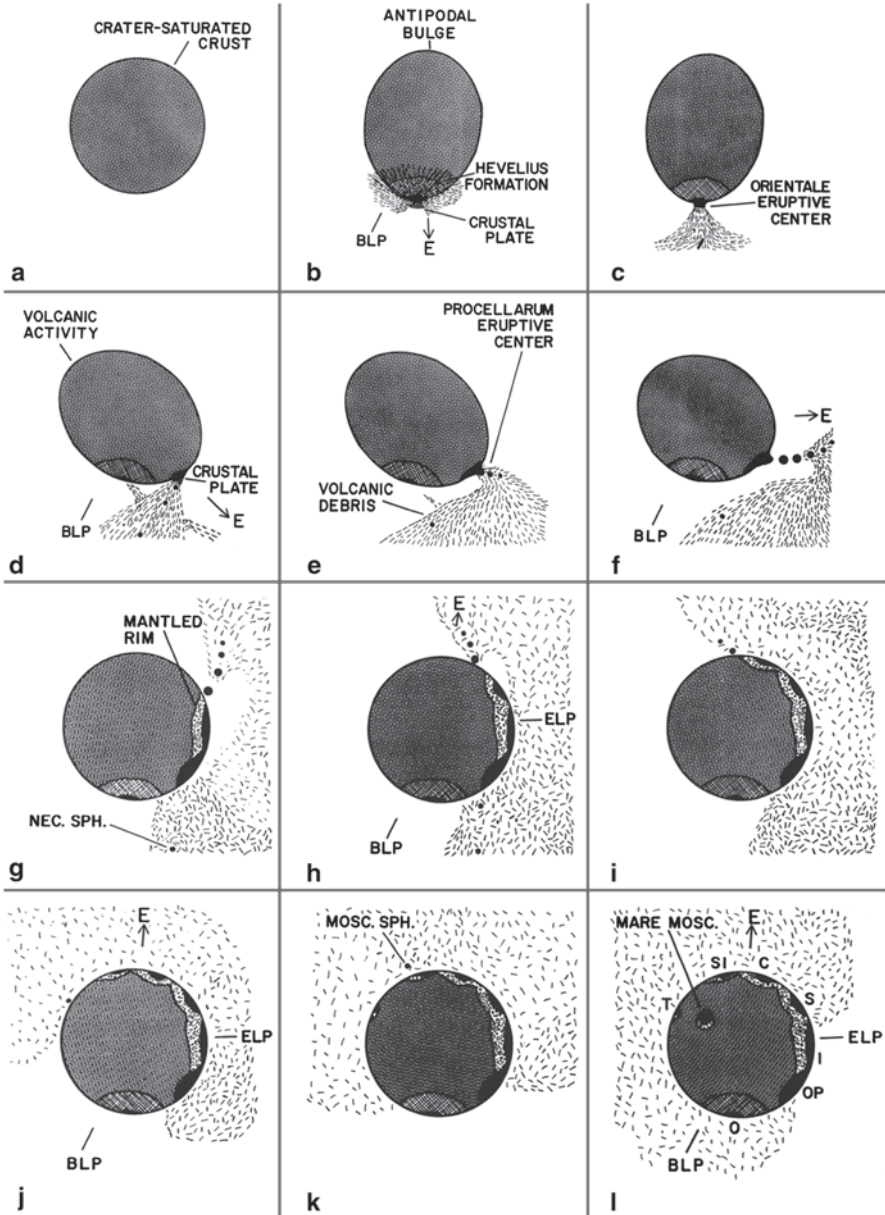 CRATER-SATURATED
CRUST
a
ANTIPODAL
BULGE
HEVELIUS
FORMATION
CRUSTAL
PLATE
BLP
E
b
ORIENTALE
ERUPTIVE
CENTER
c
VOLCANIC
ACTIVITY
CRUSTAL
PLATE
BLP
E
d
PROCELLARUM
ERUPTIVE
CENTER
VOLCANIC
DEBRIS
e
E
BLP
f
MANTLED
RIM
NEC. SPH.
g
E
ELP
BLP
h
i
E
ELP
BLP
j
MOSC. SPH.
k
MARE MOSC.
E
SI
C
T
S
ELP
I
OP
O
BLP
l